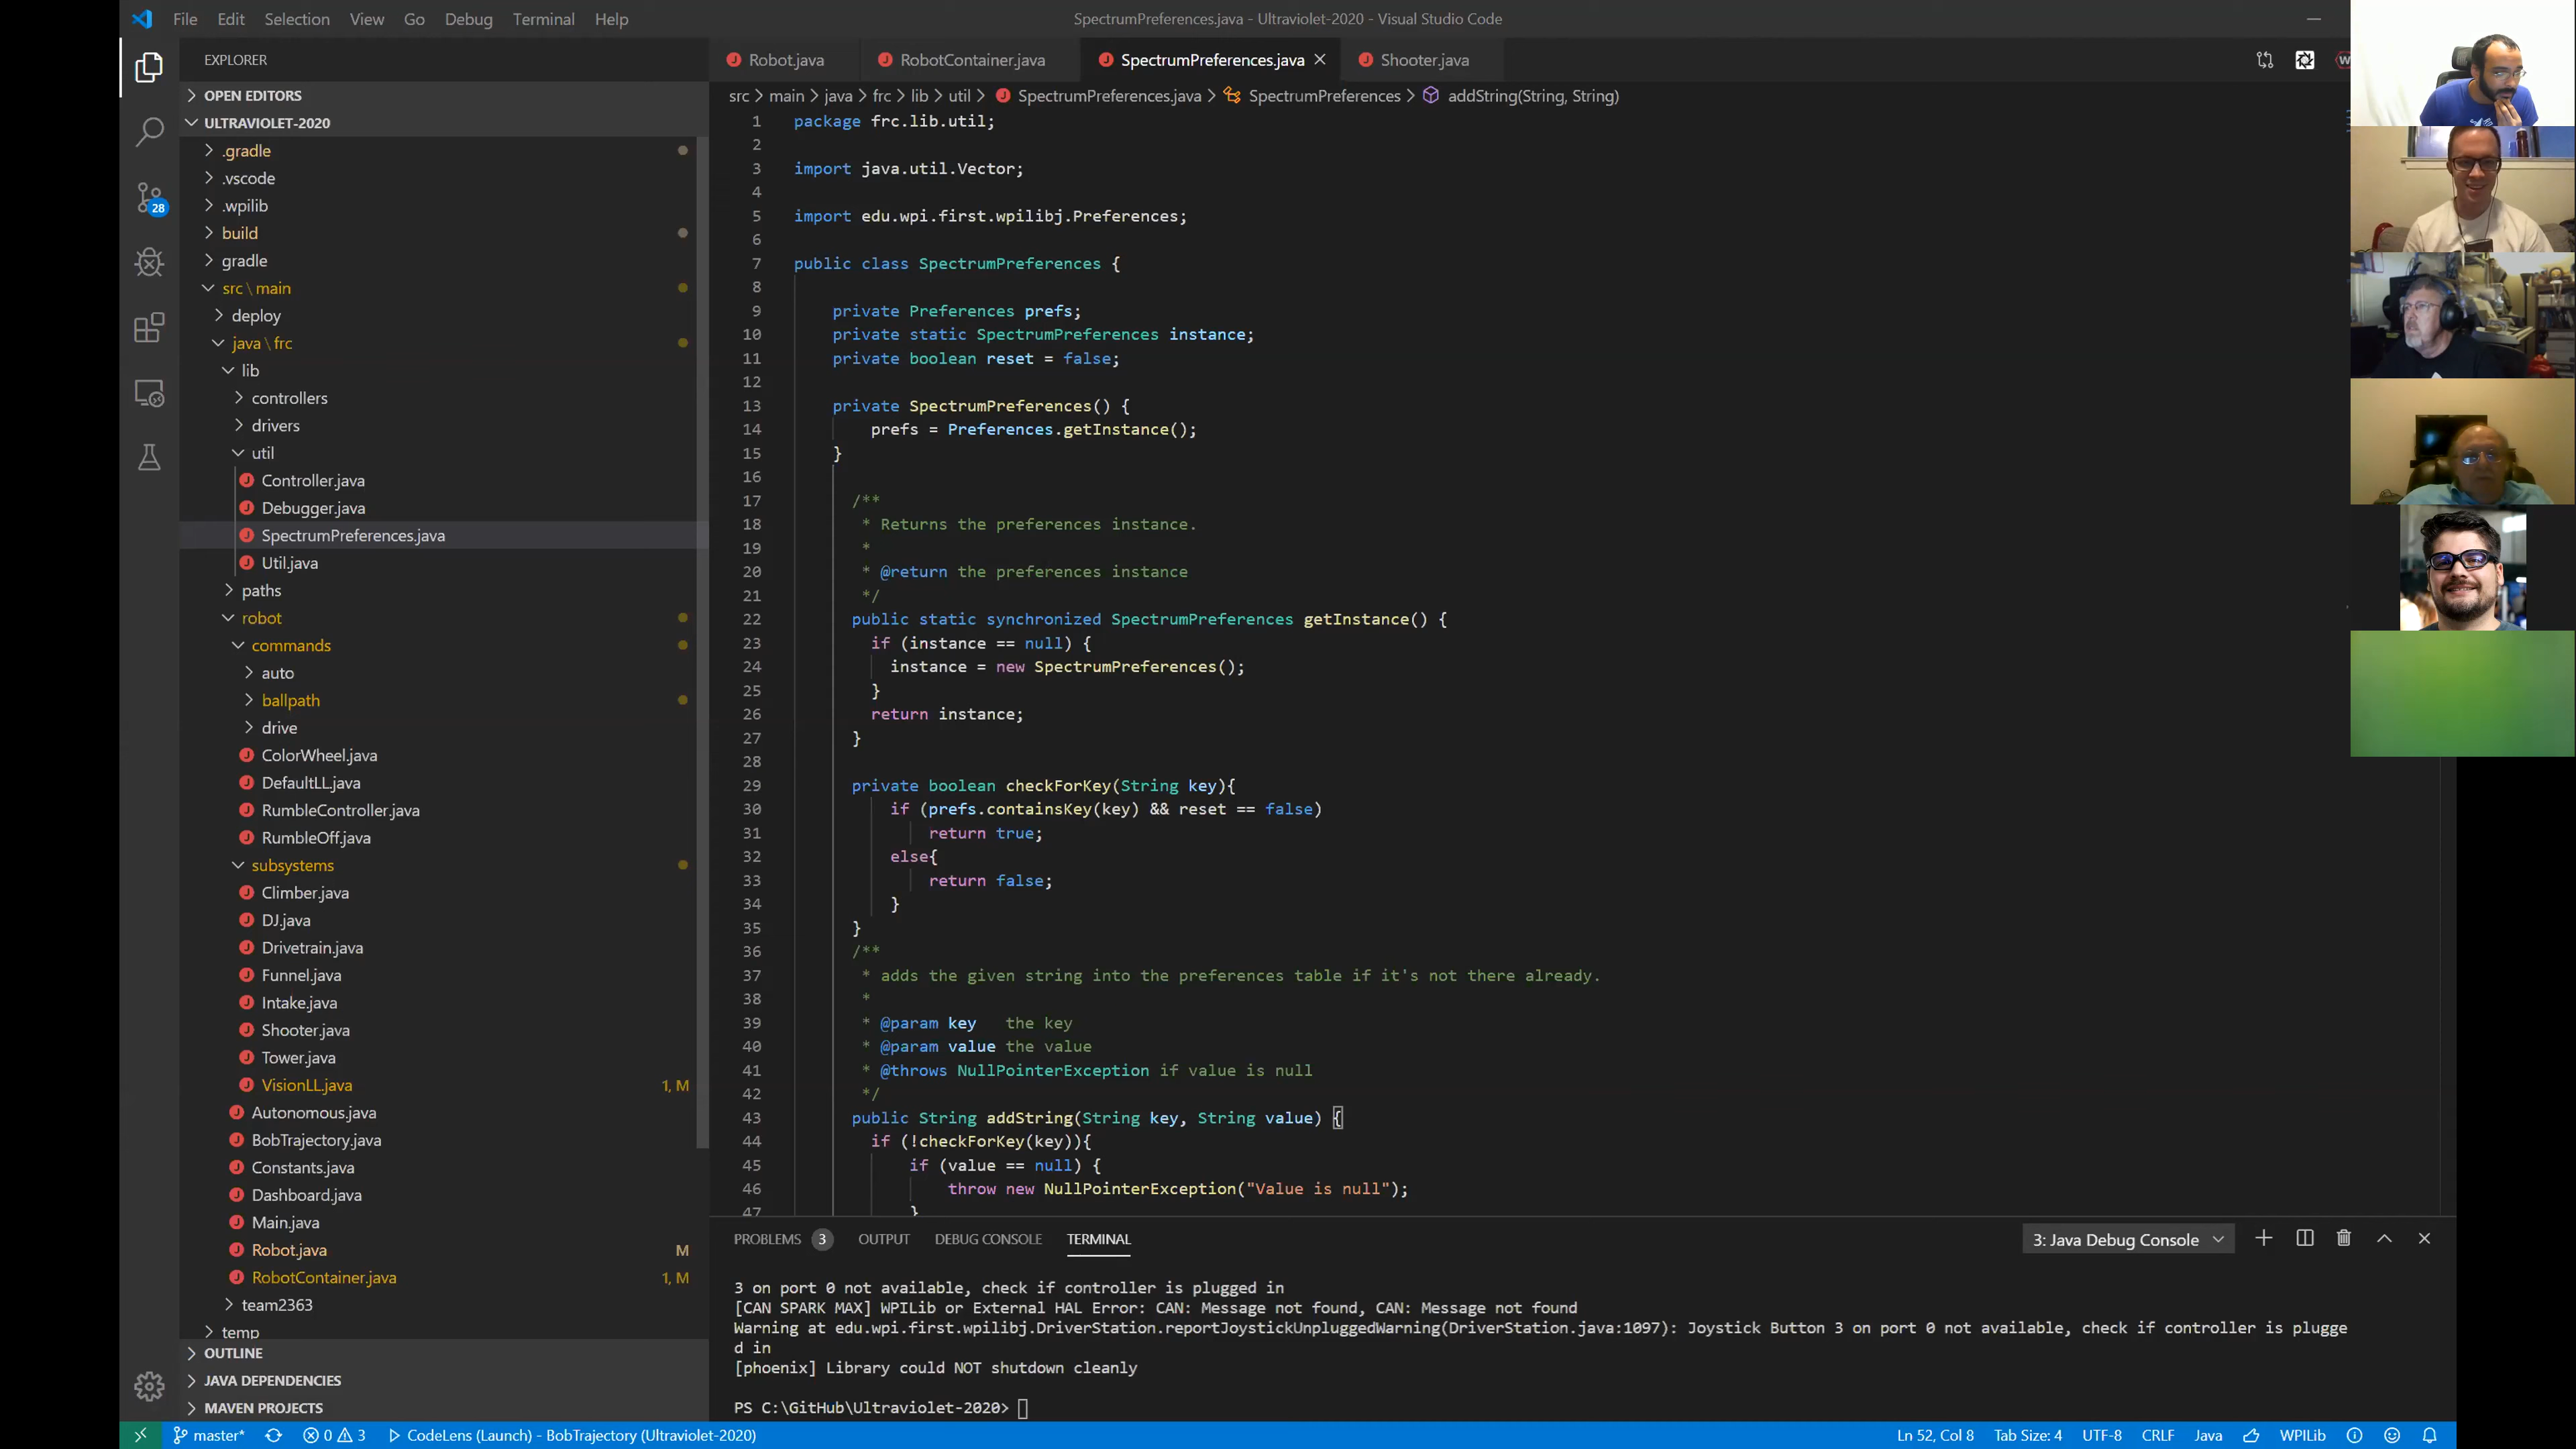 File Edit Selection View Go Debug Terminal Help
SpectrumPreferences.java - Ultraviolet-2020 - Visual Studio Code
EXPLORER
OPEN EDITORS
ULTRAVIOLET-2020
.gradle
.vscode
.wpilib
build
gradle
src \ main
deploy
java \ frc
lib
controllers
drivers
util
Controller.java
Debugger.java
SpectrumPreferences.java
Util.java
paths
robot
commands
auto
ballpath
drive
ColorWheel.java
DefaultLL.java
RumbleController.java
RumbleOff.java
subsystems
Climber.java
DJ.java
Drivetrain.java
Funnel.java
Intake.java
Shooter.java
Tower.java
VisionLL.java 1, M
Autonomous.java
BobTrajectory.java
Constants.java
Dashboard.java
Main.java
Robot.java M
RobotContainer.java 1, M
team2363
temp
OUTLINE
JAVA DEPENDENCIES
MAVEN PROJECTS
28
Robot.java RobotContainer.java SpectrumPreferences.java Shooter.java
src > main > java > frc > lib > util > SpectrumPreferences.java > SpectrumPreferences > addString(String, String)
1 package frc.lib.util;
2
3 import java.util.Vector;
4
5 import edu.wpi.first.wpilibj.Preferences;
6
7 public class SpectrumPreferences {
8
9 private Preferences prefs;
10 private static SpectrumPreferences instance;
11 private boolean reset = false;
12
13 private SpectrumPreferences() {
14 prefs = Preferences.getInstance();
15 }
16
17 /**
18 * Returns the preferences instance.
19 *
20 * @return the preferences instance
21 */
22 public static synchronized SpectrumPreferences getInstance() {
23 if (instance == null) {
24 instance = new SpectrumPreferences();
25 }
26 return instance;
27 }
28
29 private boolean checkForKey(String key){
30 if (prefs.containsKey(key) && reset == false)
31 return true;
32 else{
33 return false;
34 }
35 }
36 /**
37 * adds the given string into the preferences table if it's not there already.
38 *
39 * @param key the key
40 * @param value the value
41 * @throws NullPointerException if value is null
42 */
43 public String addString(String key, String value) {
44 if (!checkForKey(key)){
45 if (value == null) {
46 throw new NullPointerException("Value is null");
47 }
PROBLEMS 3 OUTPUT DEBUG CONSOLE TERMINAL 3: Java Debug Console
3 on port 0 not available, check if controller is plugged in
[CAN SPARK MAX] WPILib or External HAL Error: CAN: Message not found, CAN: Message not found
Warning at edu.wpi.first.wpilibj.DriverStation.reportJoystickUnpluggedWarning(DriverStation.java:1097): Joystick Button 3 on port 0 not available, check if controller is plugge
d in
[phoenix] Library could NOT shutdown cleanly
PS C:\GitHub\Ultraviolet-2020>
master* 0 3 CodeLens (Launch) - BobTrajectory (Ultraviolet-2020) Ln 52, Col 8 Tab Size: 4 UTF-8 CRLF Java WPILib